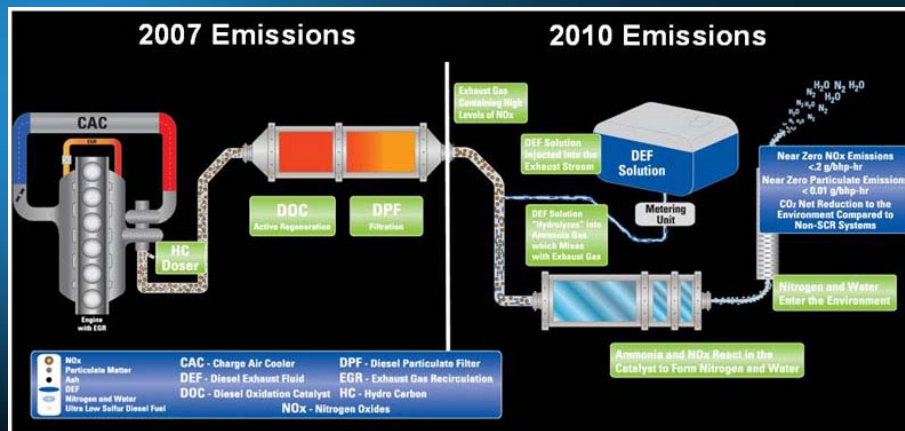 2007 Emissions
2010 Emissions
CAC
EGR
HC
Doser
Engine
with EGR
DOC
Active Regeneration
DPF
Filtration
Exhaust Gas
Containing High
Levels of NOx
DEF Solution
Injected into the
Exhaust Stream
DEF
Solution
Metering
Unit
DEF Solution
"Hydrolyzes" into
Ammonia Gas
which Mixes
with Exhaust Gas
H₂O N₂ H₂O
N₂ H₂O
N₂
Near Zero NOx Emissions
<.2 g/bhp-hr
Near Zero Particulate Emissions
< 0.01 g/bhp-hr
CO₂ Net Reduction to the
Environment Compared to
Non-SCR Systems
Nitrogen and Water
Enter the Environment
Ammonia and NOx React in the
Catalyst to Form Nitrogen and Water
NOx
Particulate Matter
Ash
DEF
Nitrogen and Water
Ultra Low Sulfur Diesel Fuel
CAC - Charge Air Cooler
DEF - Diesel Exhaust Fluid
DOC - Diesel Oxidation Catalyst
DPF - Diesel Particulate Filter
EGR - Exhaust Gas Recirculation
HC - Hydro Carbon
NOx - Nitrogen Oxides